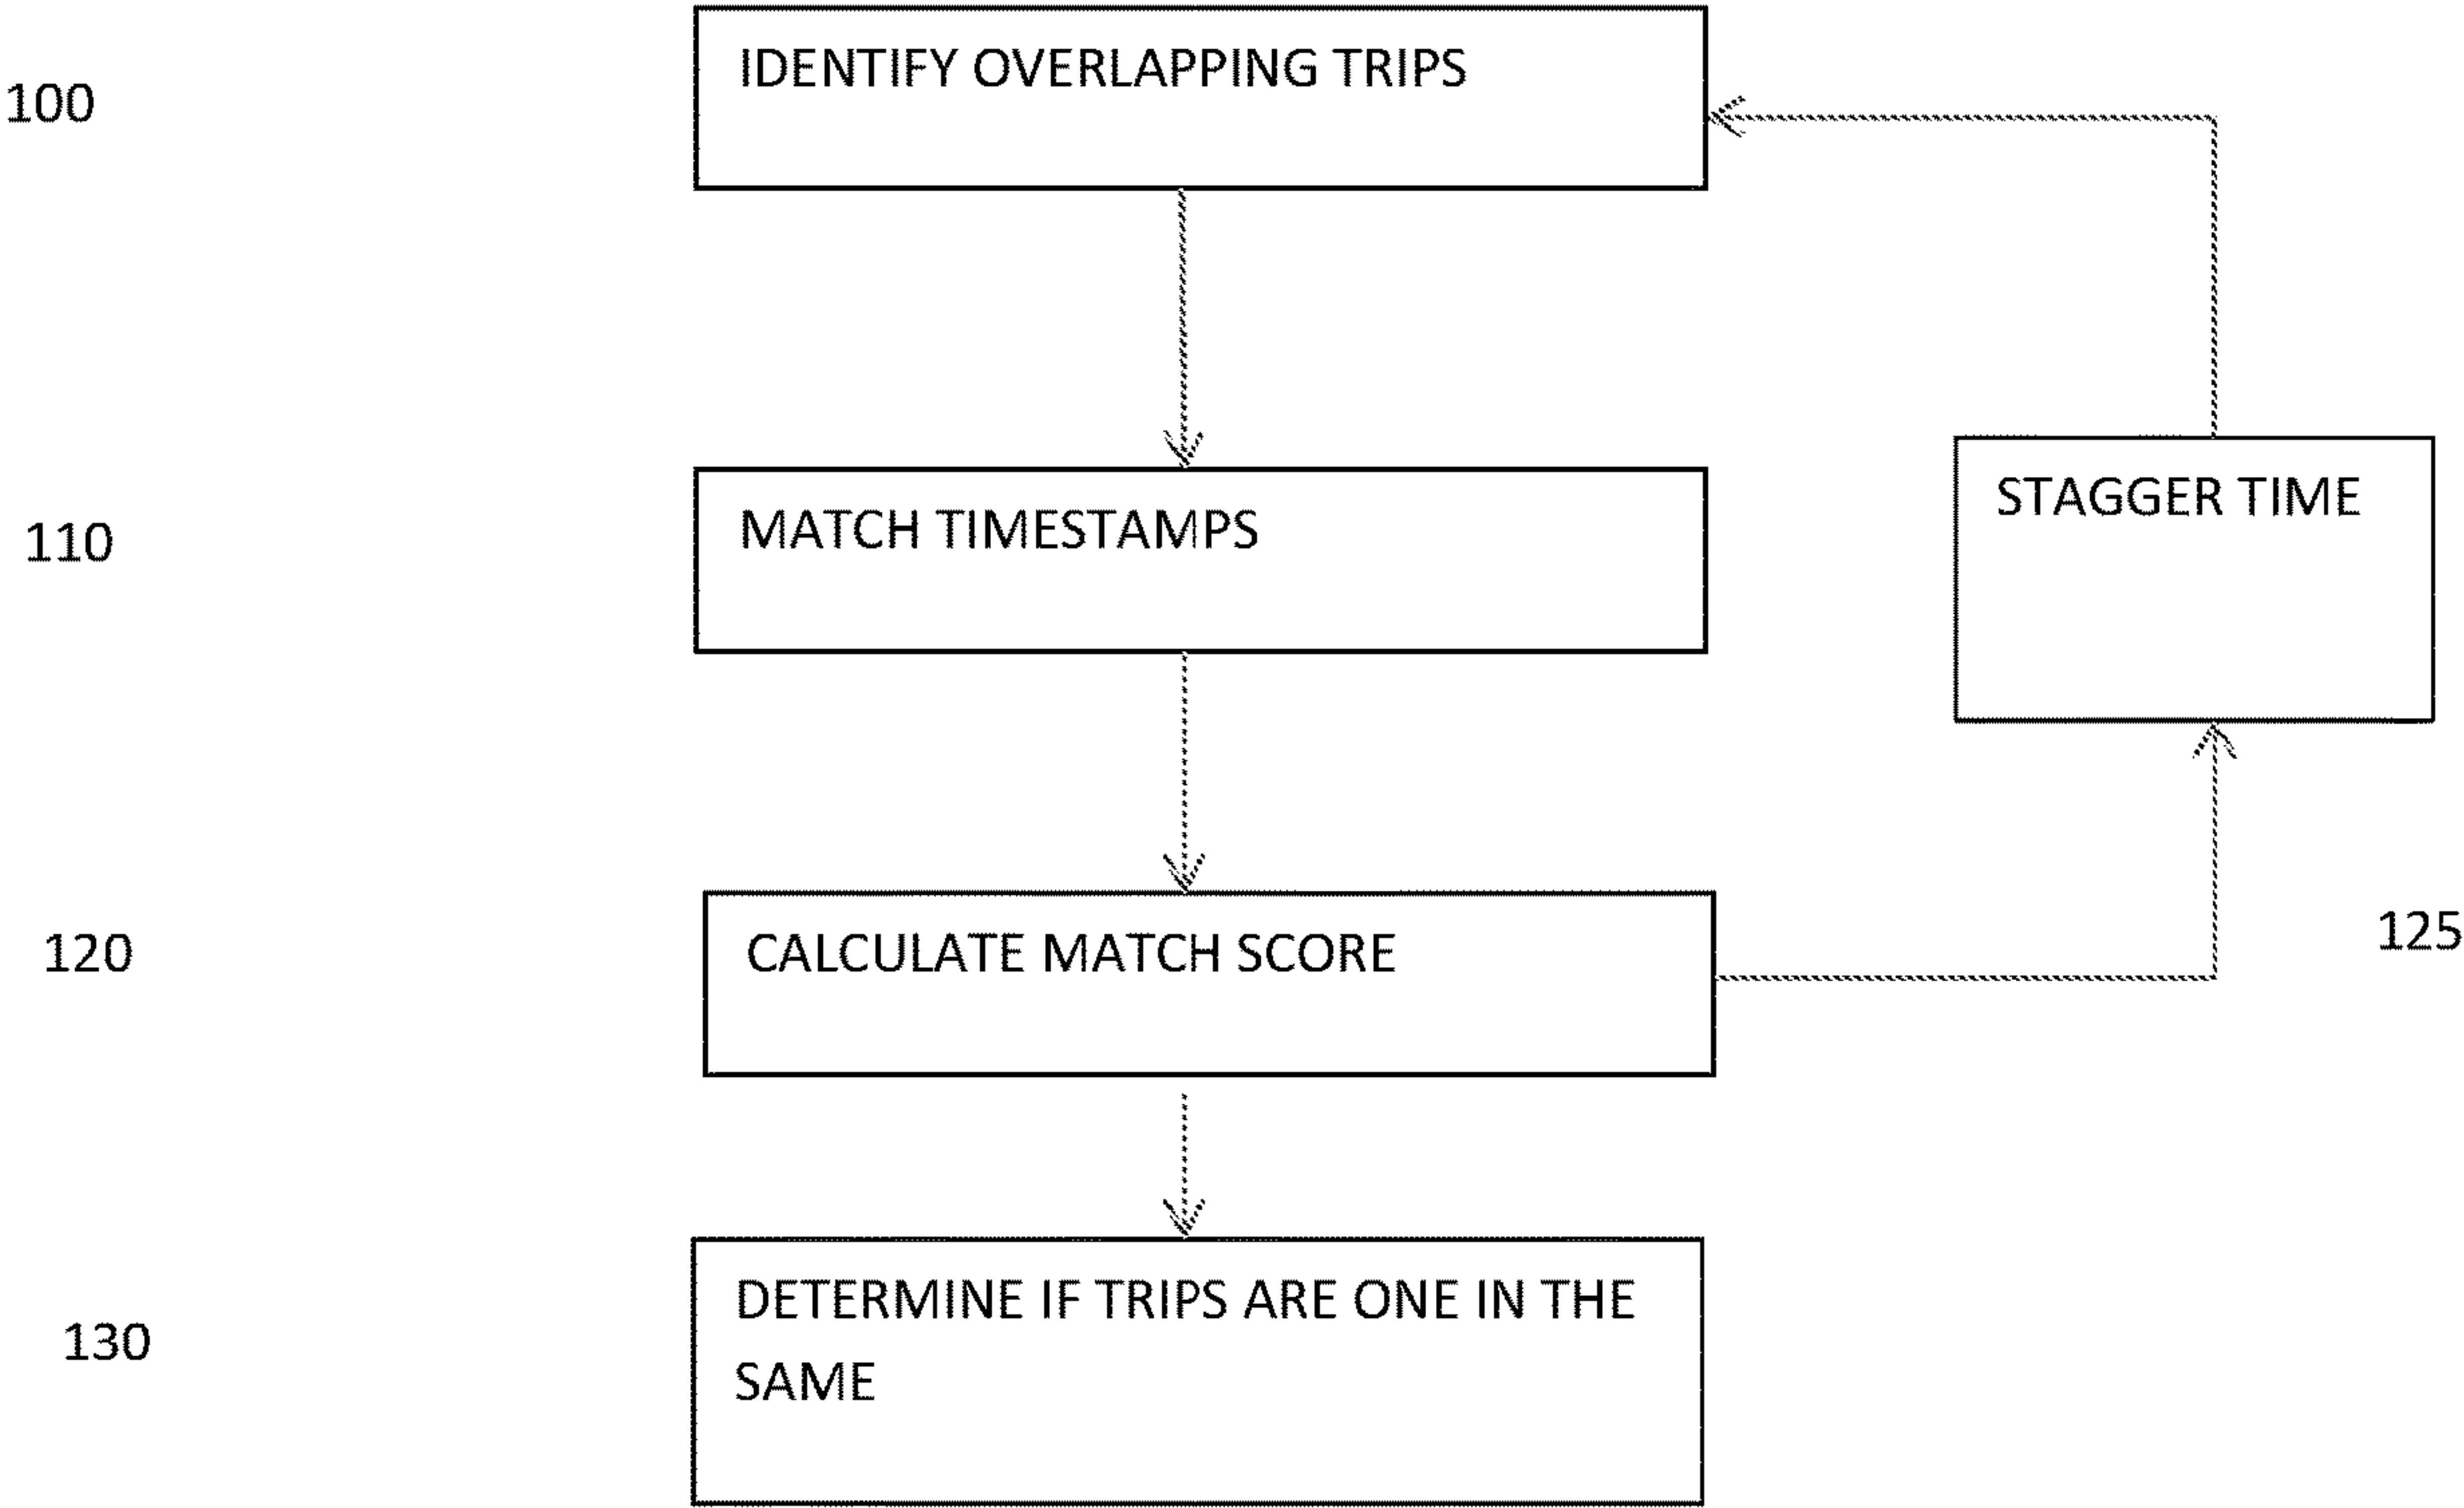 100
IDENTIFY OVERLAPPING TRIPS
110
MATCH TIMESTAMPS
STAGGER TIME
120
CALCULATE MATCH SCORE
125
130
DETERMINE IF TRIPS ARE ONE IN THE
SAME